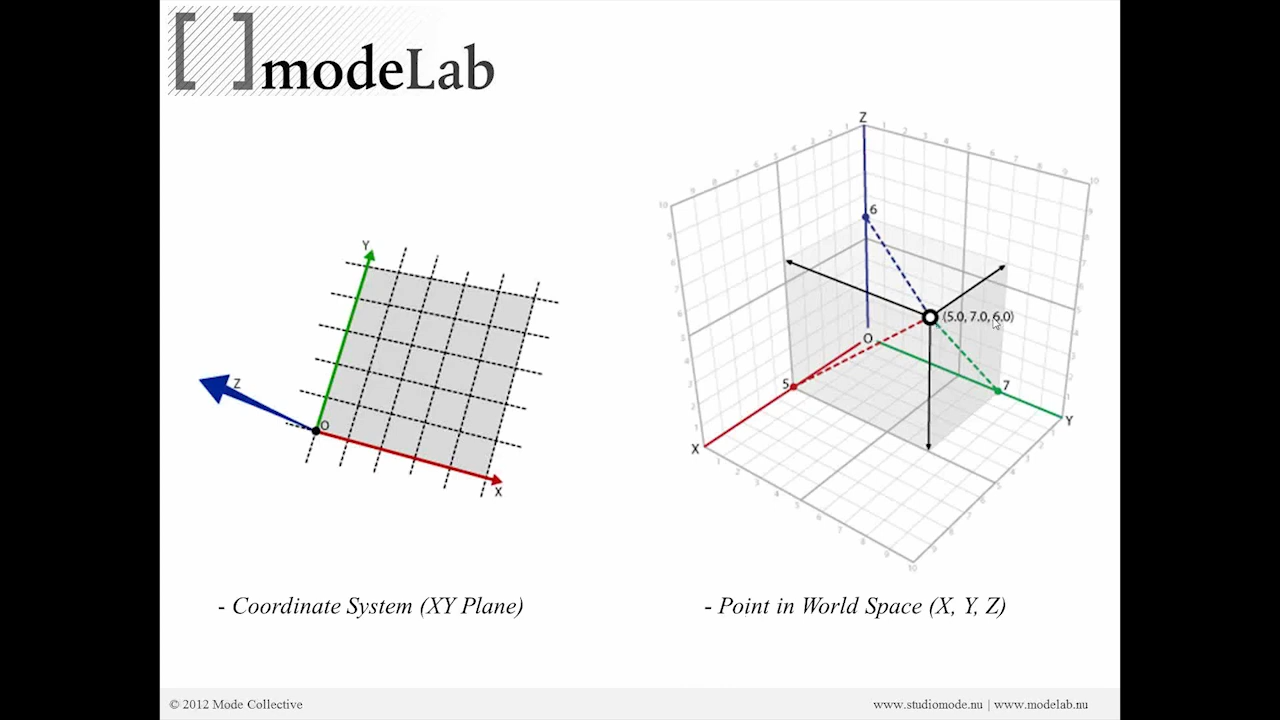 [ ] modeLab
Z
6
(5.0, 7.0, 6.0)
O
5
7
X
Y
Y
Z
O
X
- Coordinate System (XY Plane)
- Point in World Space (X, Y, Z)
© 2012 Mode Collective
www.studiomode.nu | www.modelab.nu